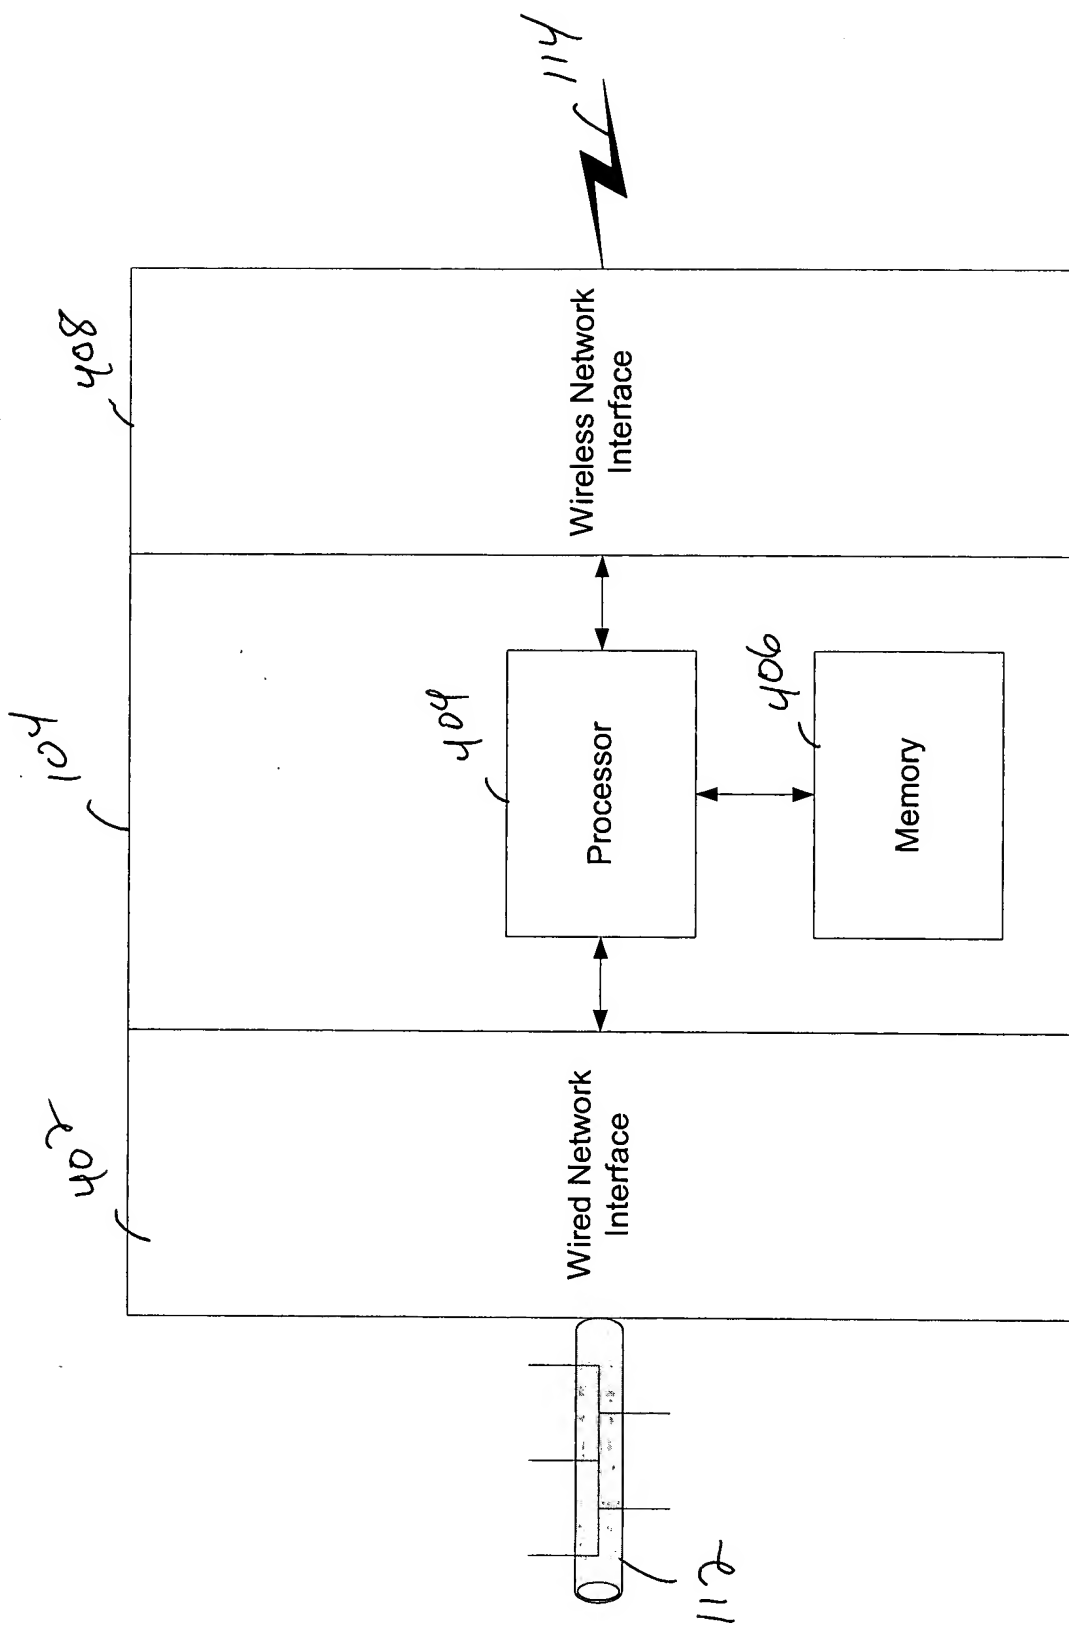 104
402
408
404
406
Wired Network
Interface
Processor
Memory
Wireless Network
Interface
112
114